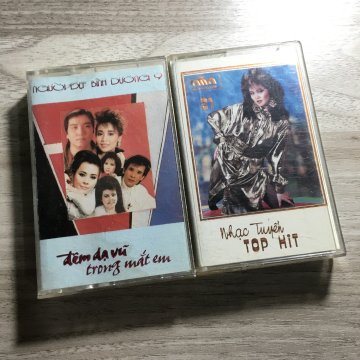 NGƯỜI ĐẸP BÌNH DƯƠNG 9
đêm dạ vũ
trong mắt em
Nhạc Tuyển
TOP HIT